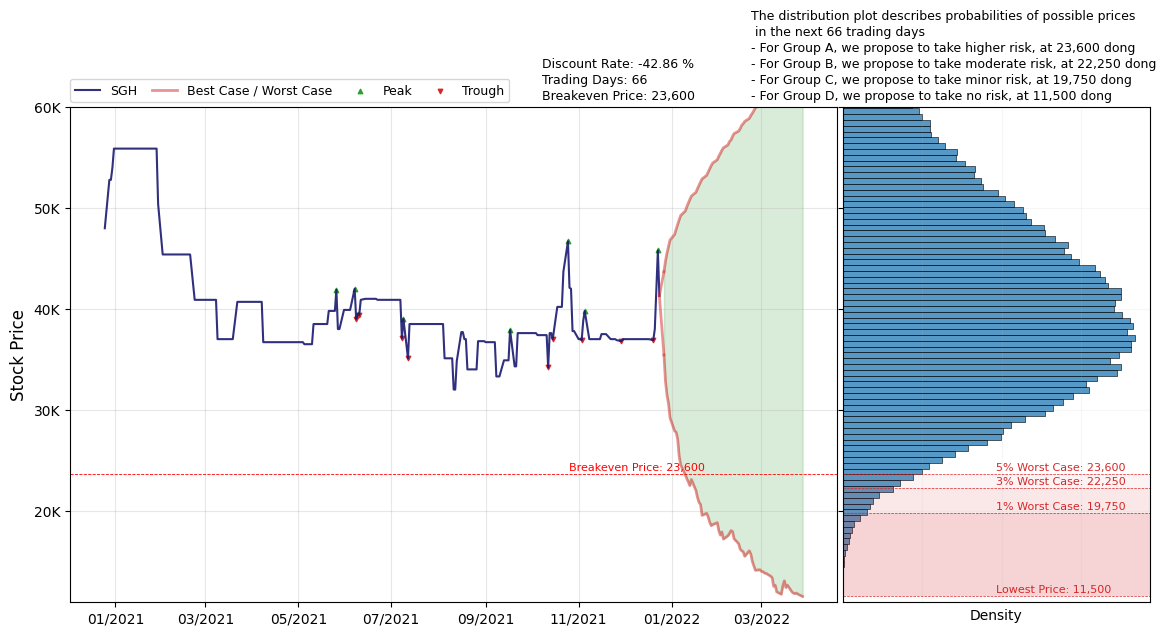 The distribution plot describes probabilities of possible prices
in the next 66 trading days
- For Group A, we propose to take higher risk, at 23,600 dong
- For Group B, we propose to take moderate risk, at 22,250 dong
- For Group C, we propose to take minor risk, at 19,750 dong
- For Group D, we propose to take no risk, at 11,500 dong
Discount Rate: -42.86 %
Trading Days: 66
Breakeven Price: 23,600
SGH Best Case / Worst Case Peak Trough
60K
50K
40K
30K
20K
Stock Price
Breakeven Price: 23,600
5% Worst Case: 23,600
3% Worst Case: 22,250
1% Worst Case: 19,750
Lowest Price: 11,500
01/2021 03/2021 05/2021 07/2021 09/2021 11/2021 01/2022 03/2022
Density